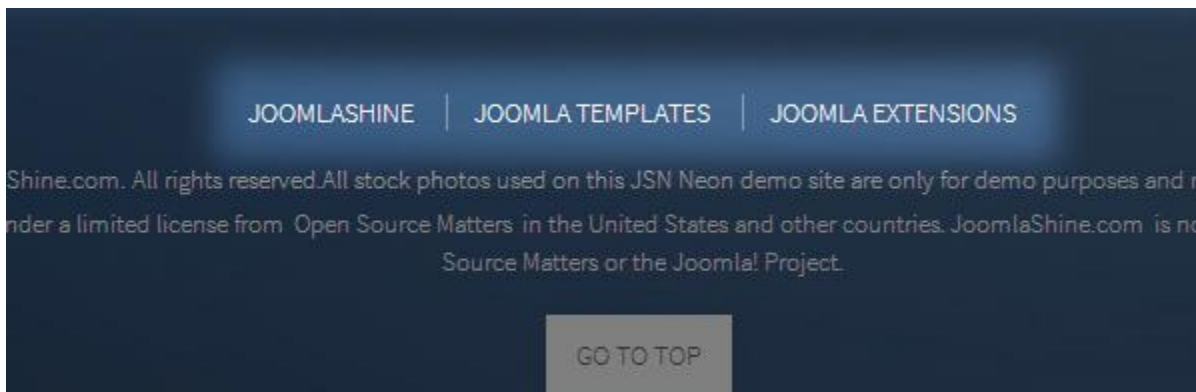 JOOMLASHINE | JOOMLA TEMPLATES | JOOMLA EXTENSIONS
Shine.com. All rights reserved.All stock photos used on this JSN Neon demo site are only for demo purposes and
nder a limited license from Open Source Matters in the United States and other countries. JoomlaShine.com is
Source Matters or the Joomla! Project.
GO TO TOP